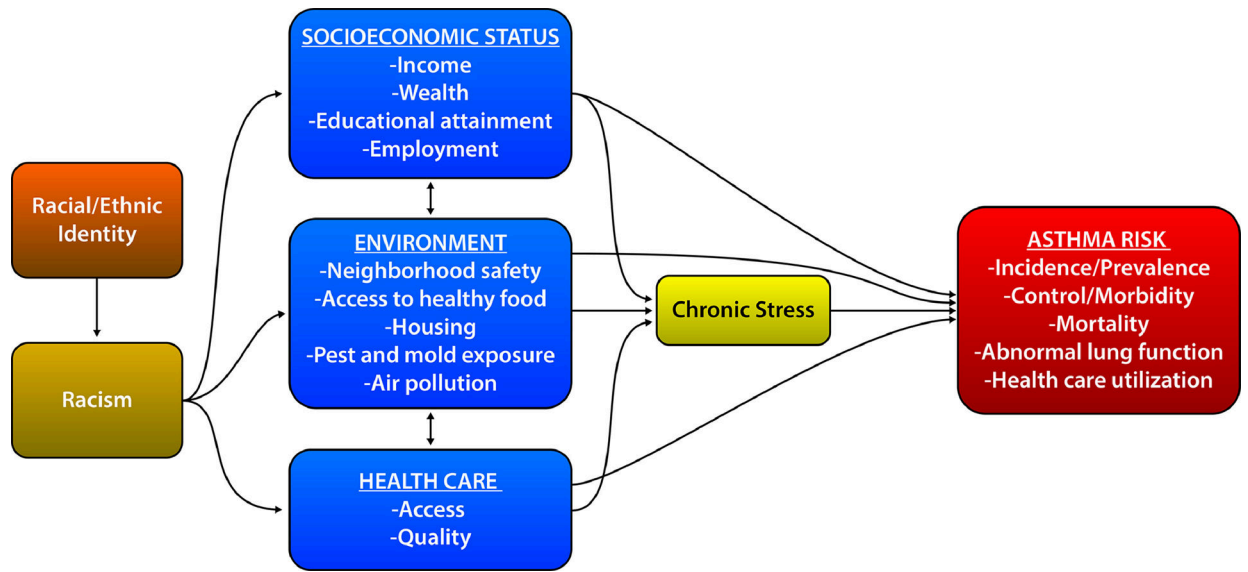 Racial/Ethnic
Identity
Racism
SOCIOECONOMIC STATUS
-Income
-Wealth
-Educational attainment
-Employment
ENVIRONMENT
-Neighborhood safety
-Access to healthy food
-Housing
-Pest and mold exposure
-Air pollution
HEALTH CARE
-Access
-Quality
Chronic Stress
ASTHMA RISK
-Incidence/Prevalence
-Control/Morbidity
-Mortality
-Abnormal lung function
-Health care utilization